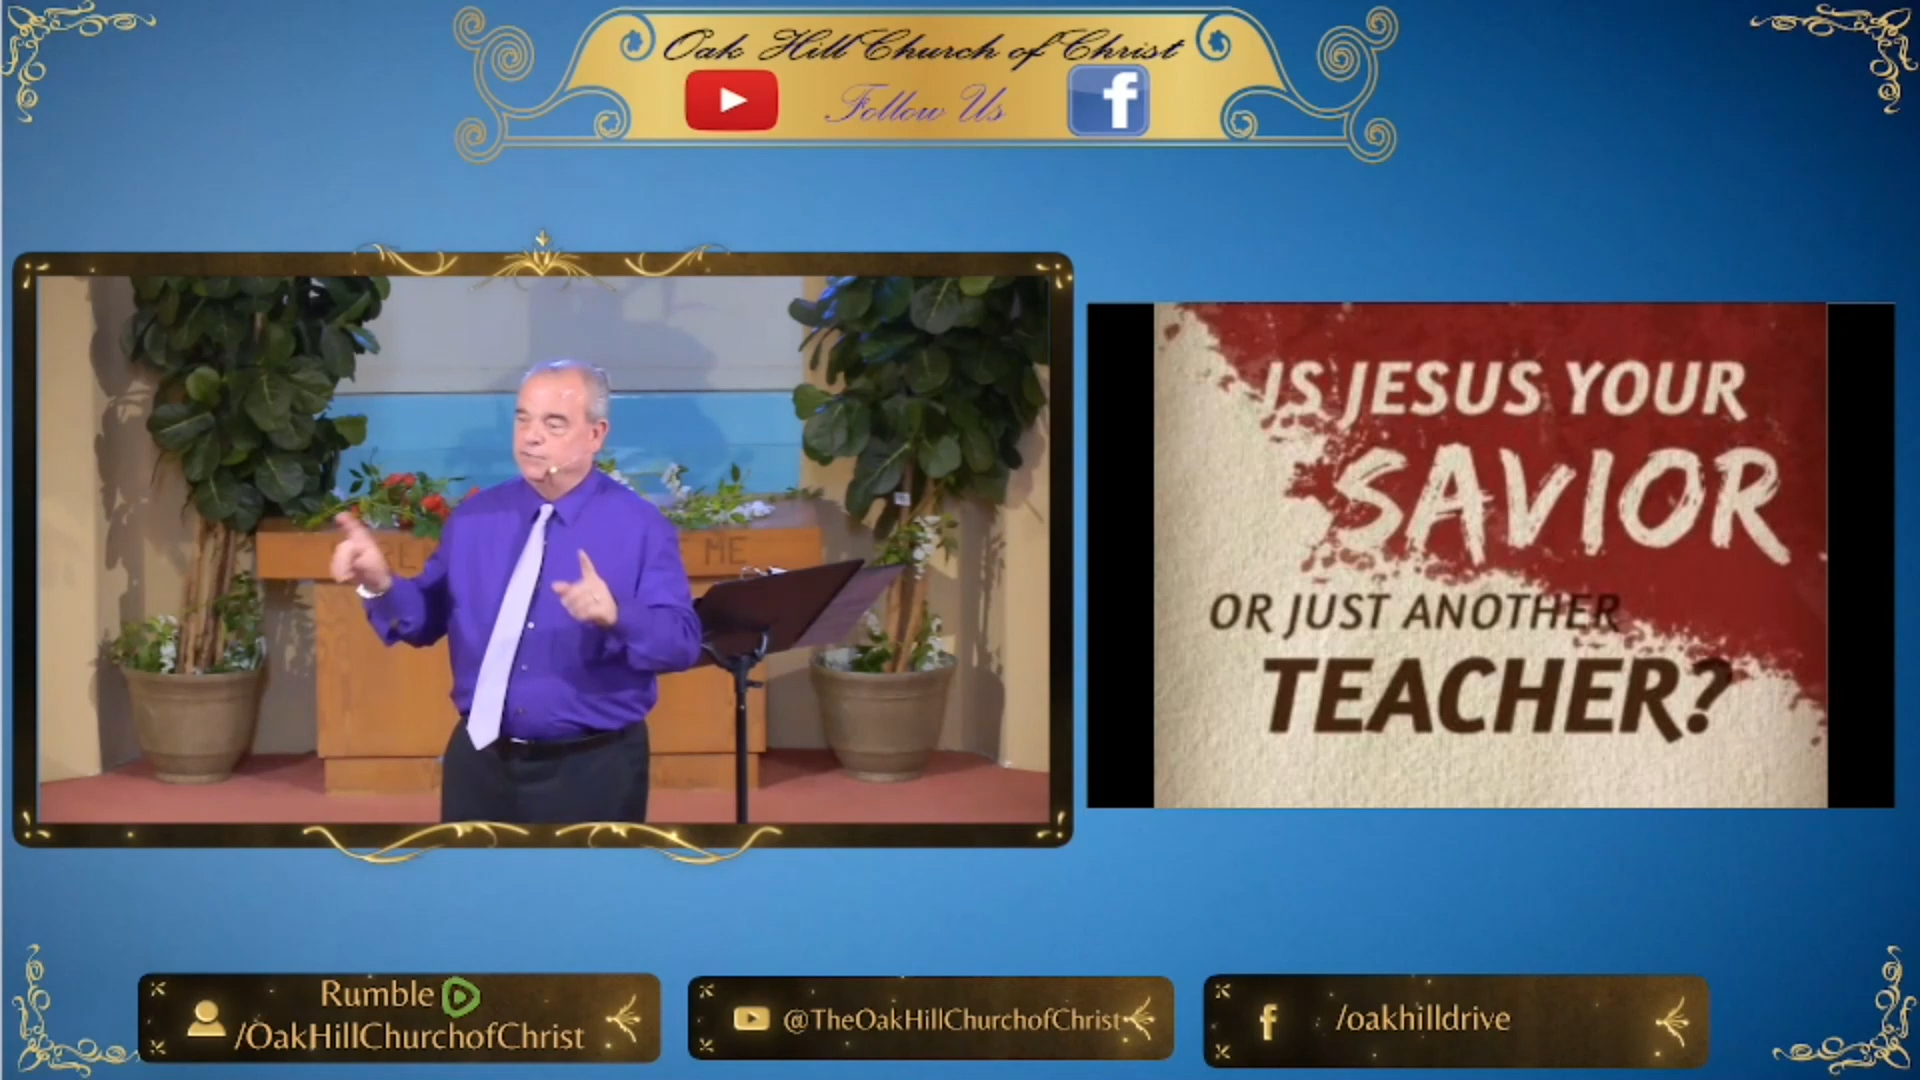 Oak Hill Church of Christ
Follow Us
f
ME
IS JESUS YOUR
SAVIOR
OR JUST ANOTHER
TEACHER?
Rumble
/OakHillChurchofChrist
@TheOakHillChurchofChrist
f
/oakhilldrive